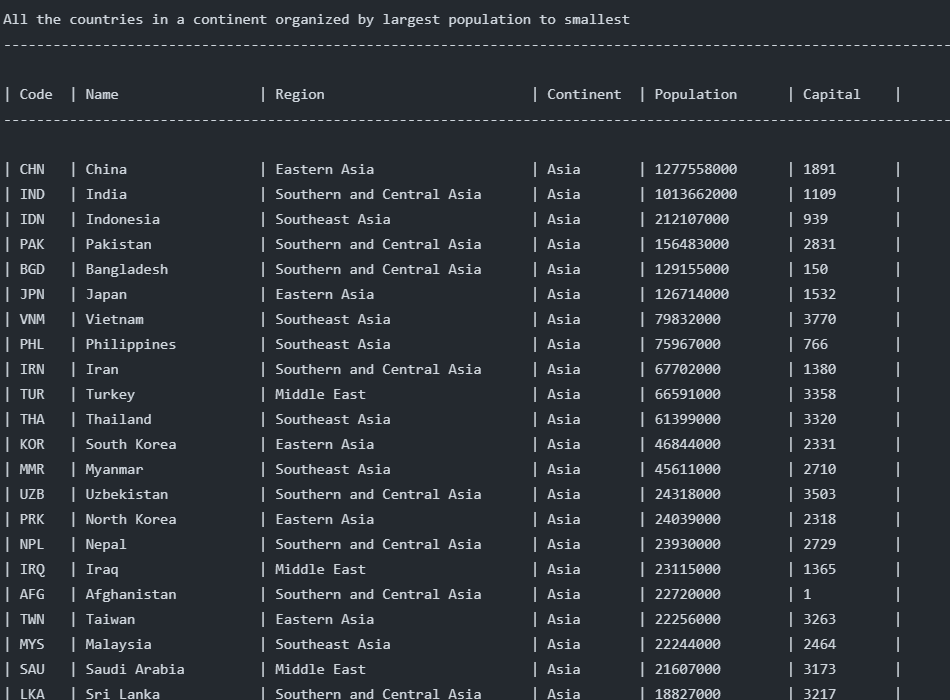 All the countries in a continent organized by largest population to smallest
-------------------------------------------------------------------------------------------------------------------
| Code | Name | Region | Continent | Population | Capital |
-------------------------------------------------------------------------------------------------------------------
| CHN | China | Eastern Asia | Asia | 1277558000 | 1891 |
| IND | India | Southern and Central Asia | Asia | 1013662000 | 1109 |
| IDN | Indonesia | Southeast Asia | Asia | 212107000 | 939 |
| PAK | Pakistan | Southern and Central Asia | Asia | 156483000 | 2831 |
| BGD | Bangladesh | Southern and Central Asia | Asia | 129155000 | 150 |
| JPN | Japan | Eastern Asia | Asia | 126714000 | 1532 |
| VNM | Vietnam | Southeast Asia | Asia | 79832000 | 3770 |
| PHL | Philippines | Southeast Asia | Asia | 75967000 | 766 |
| IRN | Iran | Southern and Central Asia | Asia | 67702000 | 1380 |
| TUR | Turkey | Middle East | Asia | 66591000 | 3358 |
| THA | Thailand | Southeast Asia | Asia | 61399000 | 3320 |
| KOR | South Korea | Eastern Asia | Asia | 46844000 | 2331 |
| MMR | Myanmar | Southeast Asia | Asia | 45611000 | 2710 |
| UZB | Uzbekistan | Southern and Central Asia | Asia | 24318000 | 3503 |
| PRK | North Korea | Eastern Asia | Asia | 24039000 | 2318 |
| NPL | Nepal | Southern and Central Asia | Asia | 23930000 | 2729 |
| IRQ | Iraq | Middle East | Asia | 23115000 | 1365 |
| AFG | Afghanistan | Southern and Central Asia | Asia | 22720000 | 1 |
| TWN | Taiwan | Eastern Asia | Asia | 22256000 | 3263 |
| MYS | Malaysia | Southeast Asia | Asia | 22244000 | 2464 |
| SAU | Saudi Arabia | Middle East | Asia | 21607000 | 3173 |
| LKA | Sri Lanka | Southern and Central Asia | Asia | 18827000 | 3217 |